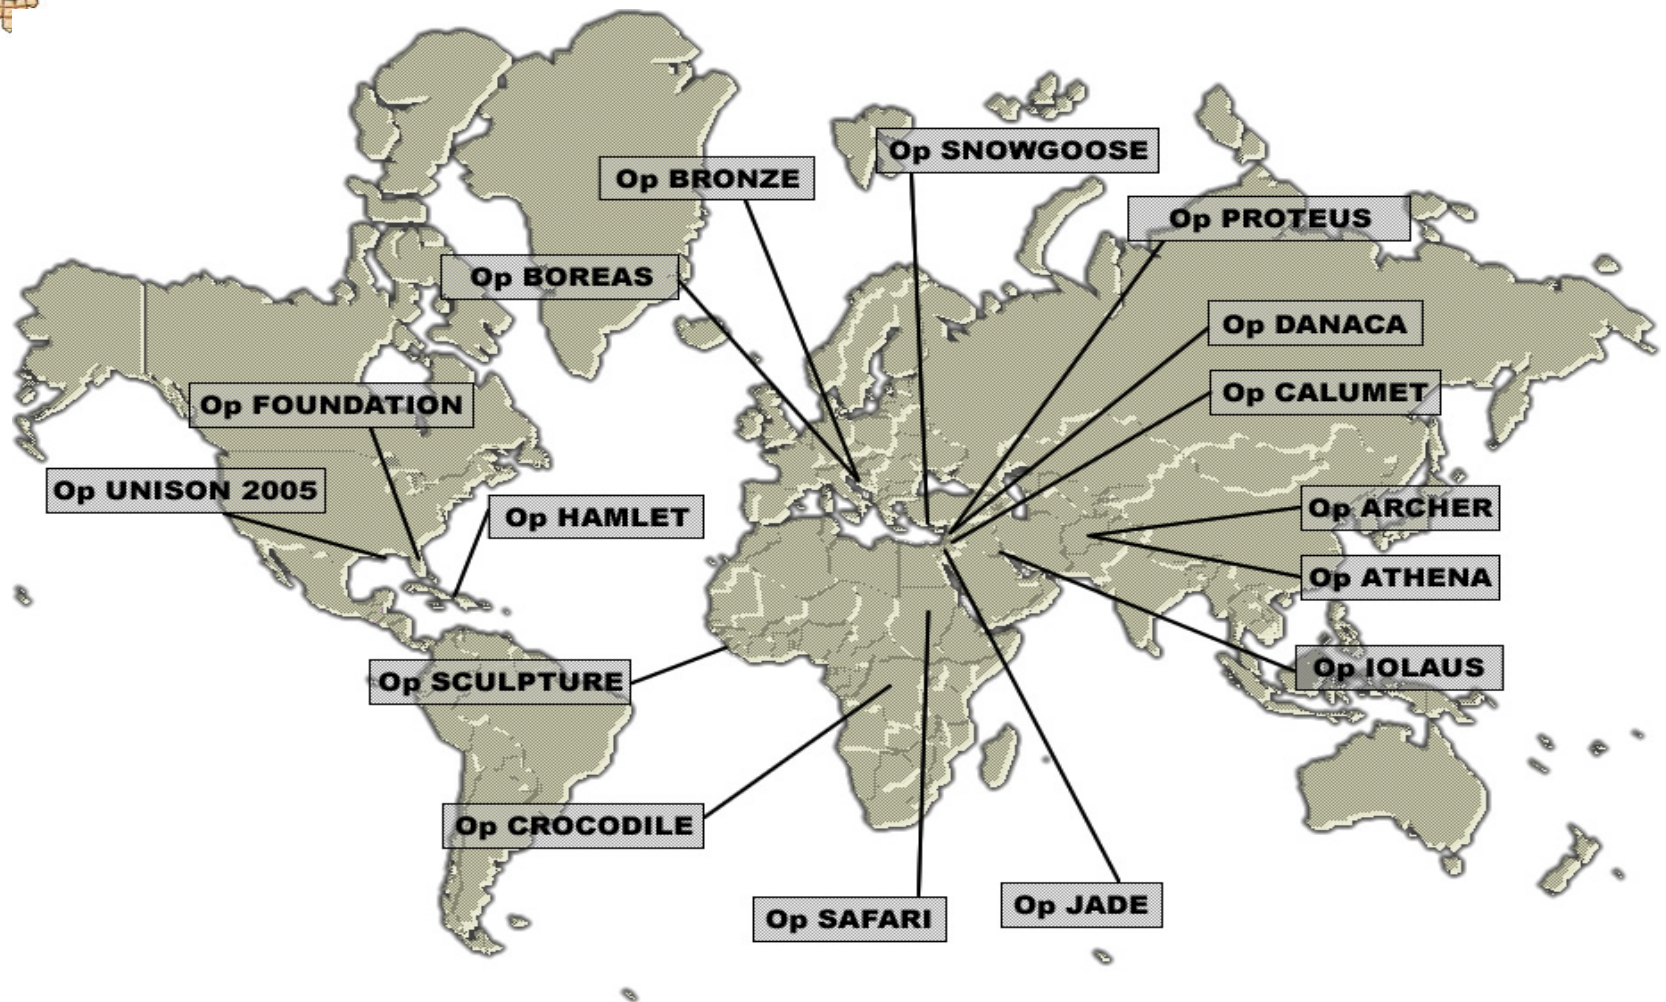 Op SNOWGOOSE
Op BRONZE
Op PROTEUS
Op BOREAS
Op DANACA
Op CALUMET
Op FOUNDATION
Op UNISON 2005
Op HAMLET
Op ARCHER
Op ATHENA
Op IOLAUS
Op SCULPTURE
Op CROCODILE
Op JADE
Op SAFARI